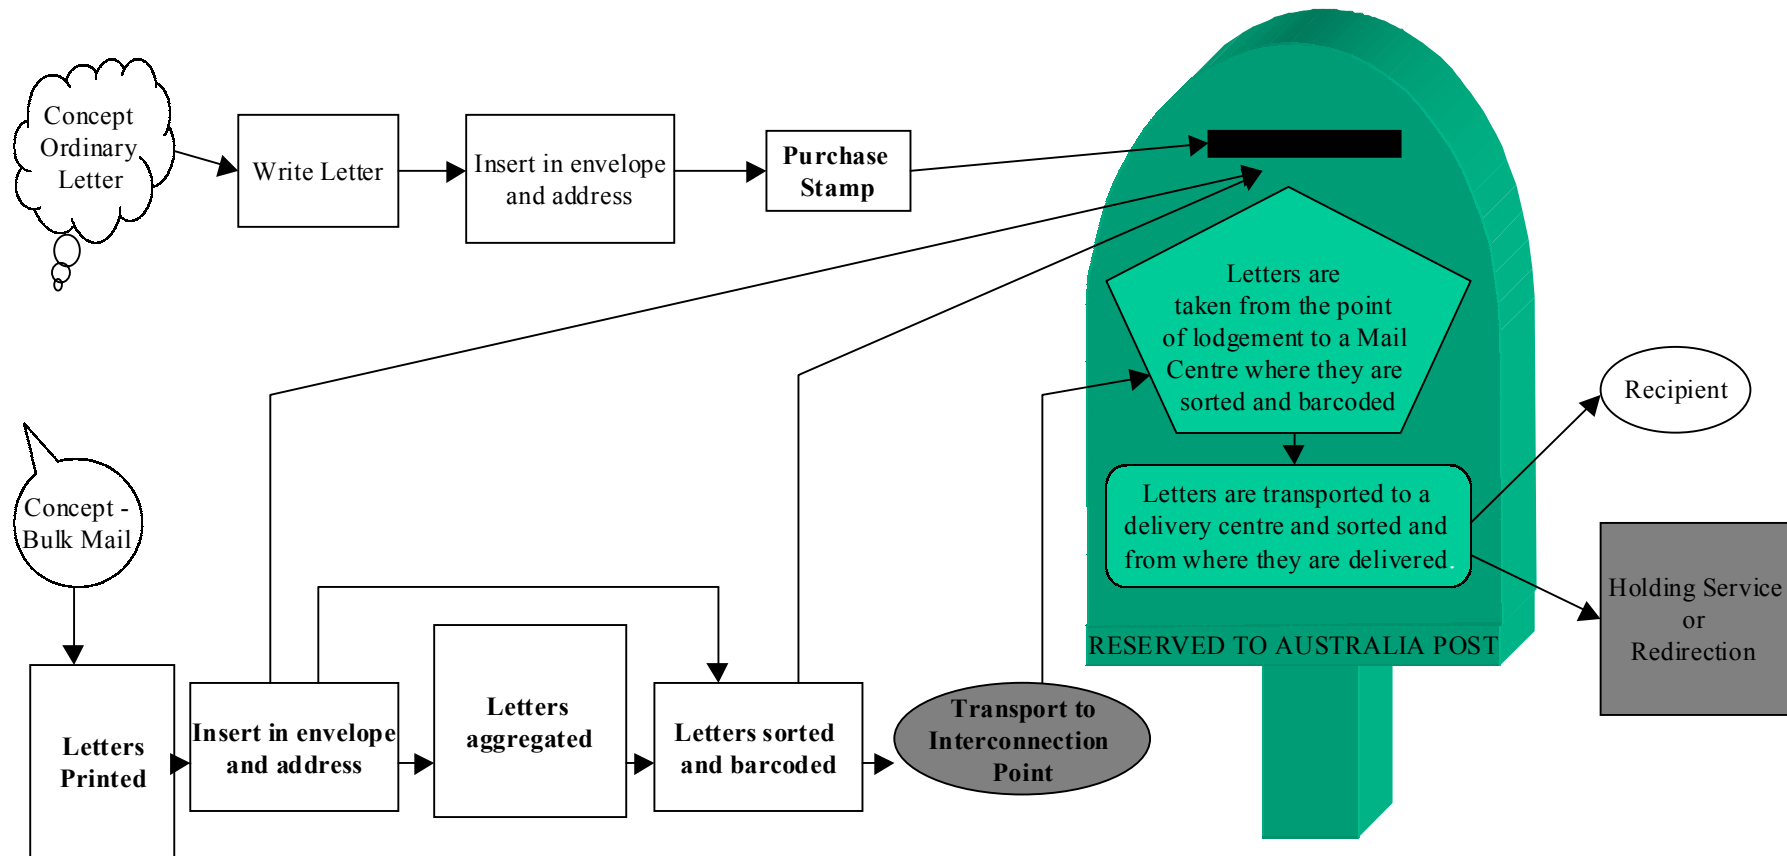 Concept
Ordinary
Letter
Write Letter
Insert in envelope
and address
Purchase
Stamp
Letters are
taken from the point
of lodgement to a Mail
Centre where they are
sorted and barcoded
Recipient
Letters are transported to a
delivery centre and sorted and
from where they are delivered.
Holding Service
or
Redirection
RESERVED TO AUSTRALIA POST
Concept -
Bulk Mail
Letters
Printed
Insert in envelope
and address
Letters
aggregated
Letters sorted
and barcoded
Transport to
Interconnection
Point